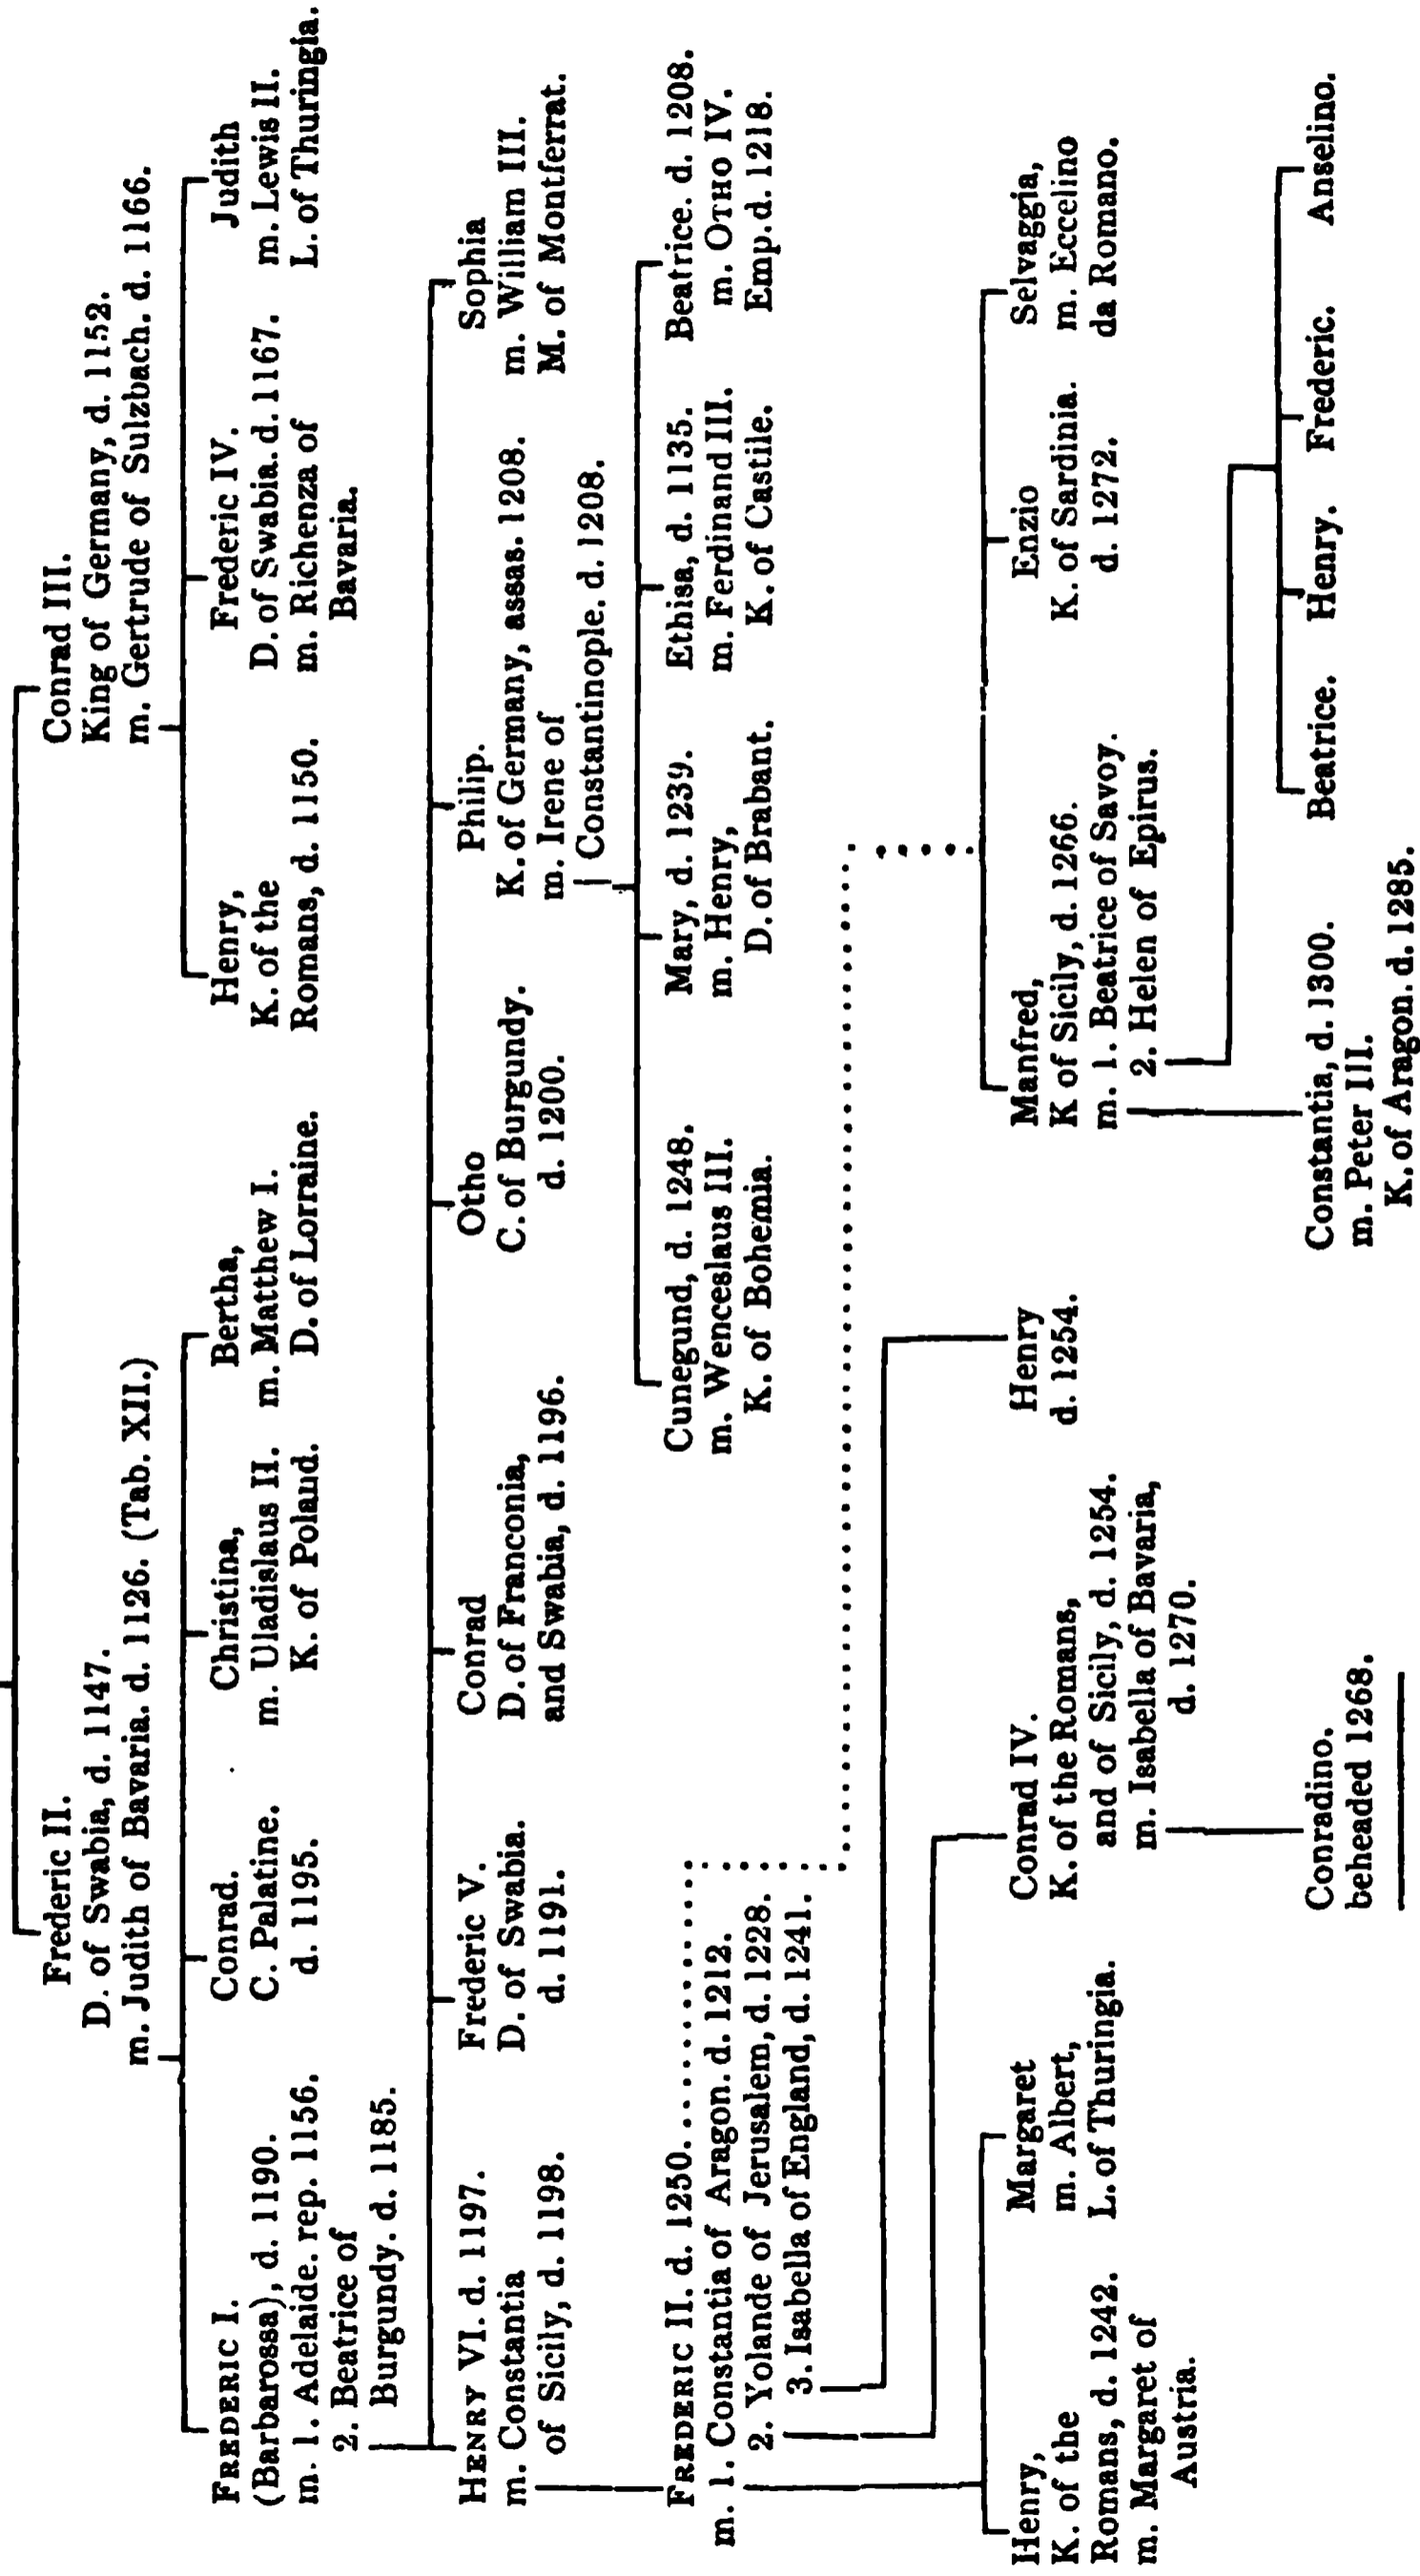 Frederic II.
D. of Swabia, d. 1147.
m. Judith of Bavaria. d. 1126. (Tab. XII.)
Conrad III.
King of Germany, d. 1152.
m. Gertrude of Sulzbach. d. 1166.
FREDERIC I.
(Barbarossa), d. 1190.
m. 1. Adelaide. rep. 1156.
2. Beatrice of
Burgundy. d. 1185.
Conrad.
C. Palatine.
d. 1195.
Christina,
m. Uladislaus II.
K. of Poland.
Bertha,
m. Matthew I.
D. of Lorraine.
Henry,
K. of the
Romans, d. 1150.
Frederic IV.
D. of Swabia. d. 1167.
m. Richenza of
Bavaria.
Judith
m. Lewis II.
L. of Thuringia.
HENRY VI. d. 1197.
m. Constantia
of Sicily, d. 1198.
Frederic V.
D. of Swabia.
d. 1191.
Conrad
D. of Franconia,
and Swabia, d. 1196.
Otho
C. of Burgundy.
d. 1200.
Philip.
K. of Germany, assas. 1208.
m. Irene of
Constantinople. d. 1208.
Sophia
m. William III.
M. of Montferrat.
FREDERIC II. d. 1250.
m. 1. Constantia of Aragon. d. 1212.
2. Yolande of Jerusalem, d. 1228.
3. Isabella of England, d. 1241.
Cunegund, d. 1248.
m. Wenceslaus III.
K. of Bohemia.
Mary, d. 1239.
m. Henry,
D. of Brabant.
Ethisa, d. 1135.
m. Ferdinand III.
K. of Castile.
Beatrice. d. 1208.
m. OTHO IV.
Emp. d. 1218.
Henry,
K. of the
Romans, d. 1242.
m. Margaret of
Austria.
Margaret
m. Albert,
L. of Thuringia.
Conrad IV.
K. of the Romans,
and of Sicily, d. 1254.
m. Isabella of Bavaria,
d. 1270.
Henry
d. 1254.
Manfred,
K of Sicily, d. 1266.
m. 1. Beatrice of Savoy.
2. Helen of Epirus.
Enzio
K. of Sardinia.
d. 1272.
Selvaggia,
m. Eccelino
da Romano.
Conradino.
beheaded 1268.
Constantia, d. 1300.
m. Peter III.
K. of Aragon. d. 1285.
Beatrice.
Henry.
Frederic.
Anselino.